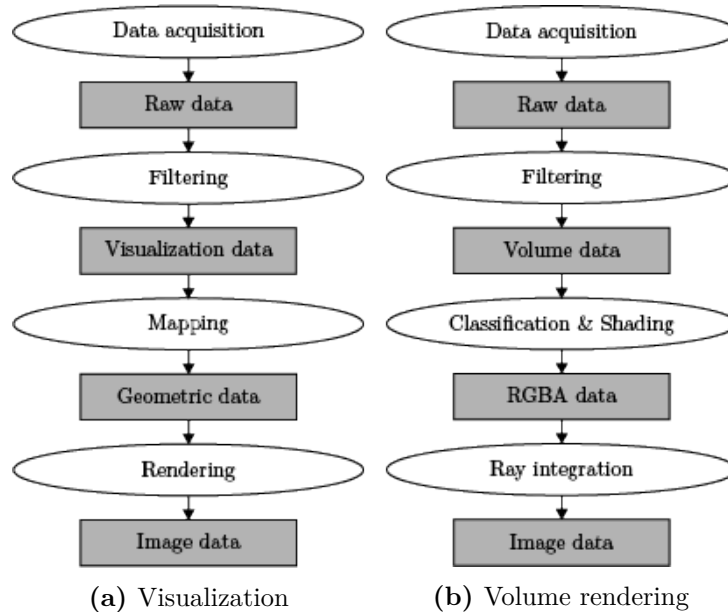 Data acquisition
Raw data
Filtering
Visualization data
Mapping
Geometric data
Rendering
Image data
(a) Visualization
Data acquisition
Raw data
Filtering
Volume data
Classification & Shading
RGBA data
Ray integration
Image data
(b) Volume rendering